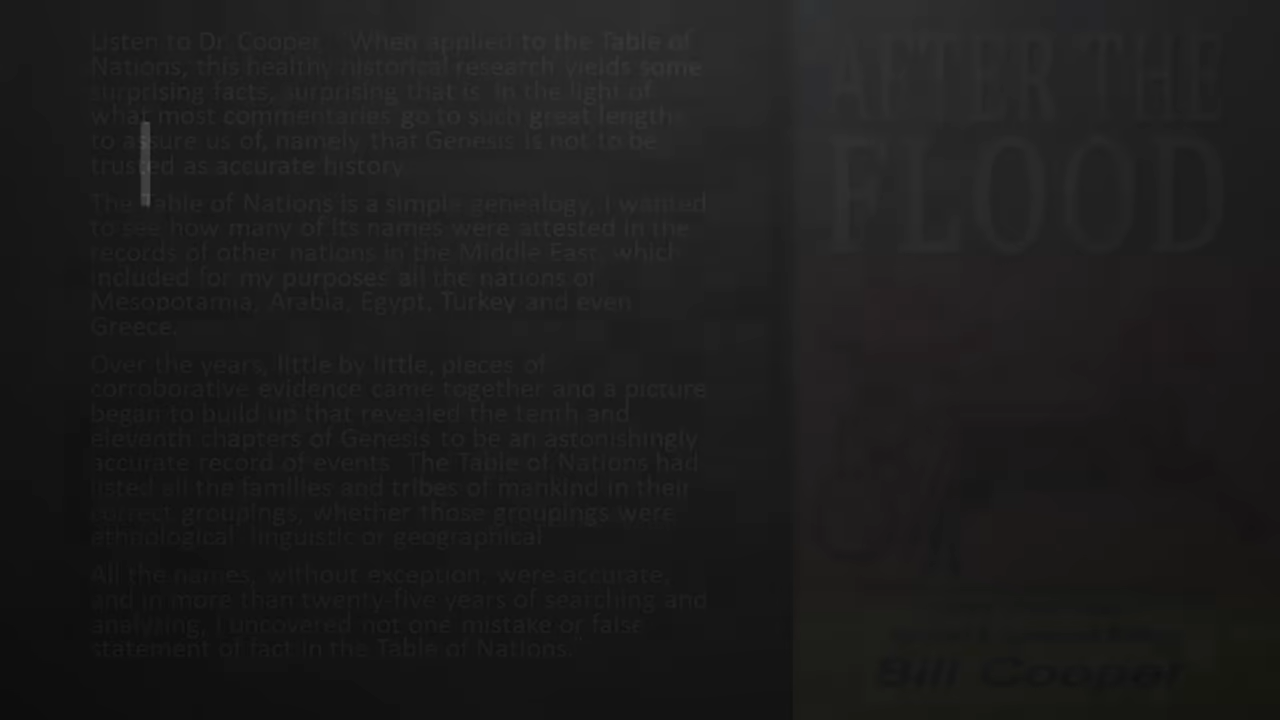 Listen to Dr. Cooper. "When applied to the Table of
Nations, this healthy historical research yields some
surprising facts, surprising that is in the light of
what most commentaries go to such great lengths
to assure us of, namely that Genesis is not to be
trusted as accurate history
The Table of Nations is a simple genealogy, I wanted
to see how many of its names were attested in the
records of other nations in the Middle East, which
included for my purposes all the nations of
Mesopotamia, Arabia, Egypt, Turkey and even
Greece.
Over the years, little by little, pieces of
corroborative evidence came together and a picture
began to build up that revealed the tenth and
eleventh chapters of Genesis to be an astonishingly
accurate record of events. The Table of Nations had
listed all the families and tribes of mankind in their
correct groupings, whether those groupings were
ethnological, linguistic or geographical
All the names, without exception, were accurate,
and in more than twenty-five years of searching and
analyzing, I uncovered not one mistake or false
statement of fact in the Table of Nations."
AFTER THE
FLOOD
Bill Cooper